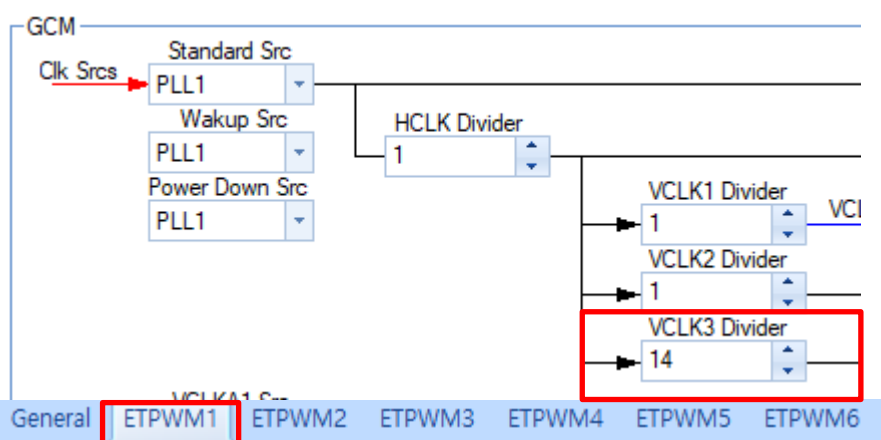 GCM
Standard Src
Clk Srcs
PLL1
Wakup Src
HCLK Divider
PLL1
1
Power Down Src
PLL1
VCLK1 Divider
1
VCLK2 Divider
1
VCLK3 Divider
14
General ETPWM1 ETPWM2 ETPWM3 ETPWM4 ETPWM5 ETPWM6